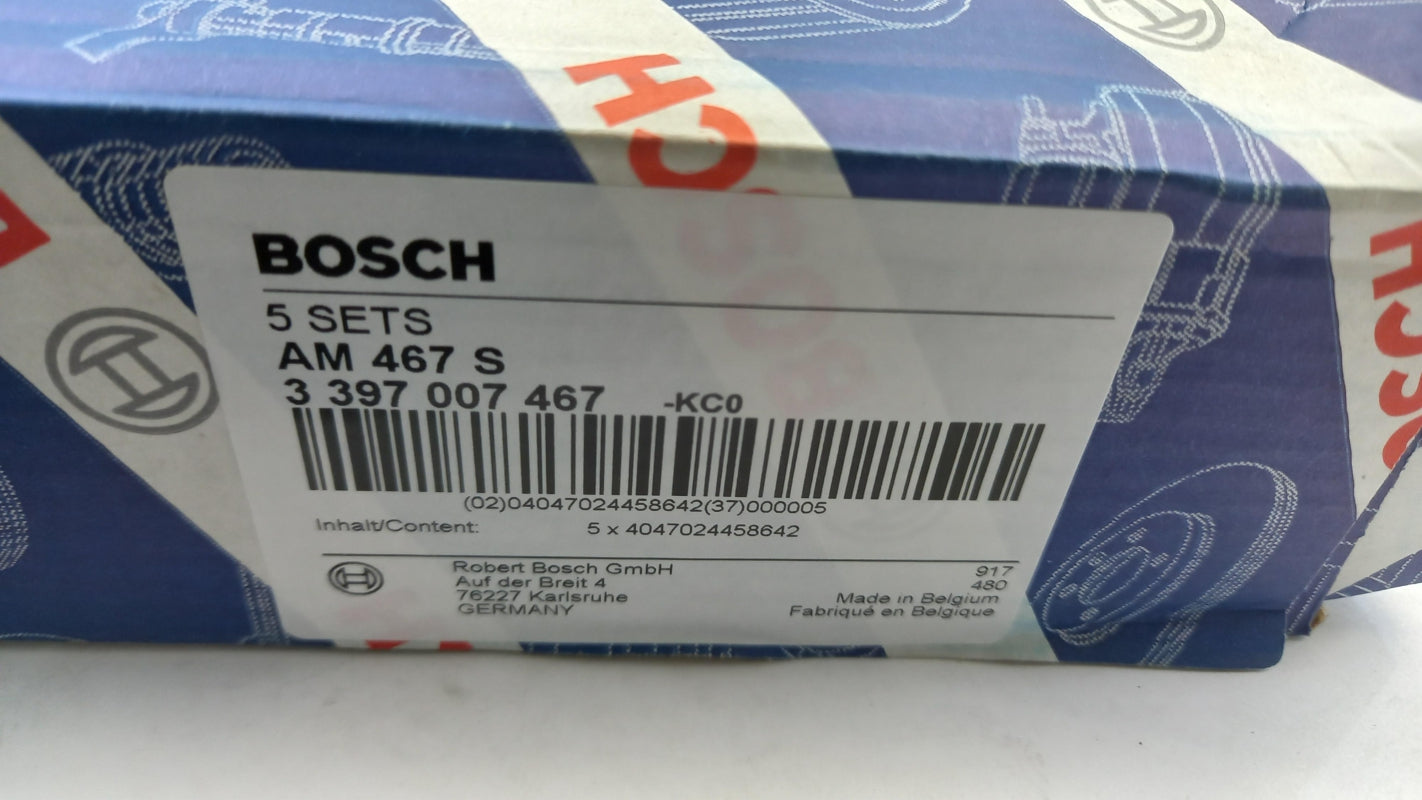 BOSCH
BOSCH
5 SETS
AM 467 S
3 397 007 467 -KC0
(02)04047024458642(37)000005
Inhalt/Content: 5 x 4047024458642
Robert Bosch GmbH
Auf der Breit 4
76227 Karlsruhe
GERMANY
917
480
Made in Belgium
Fabriqué en Belgique